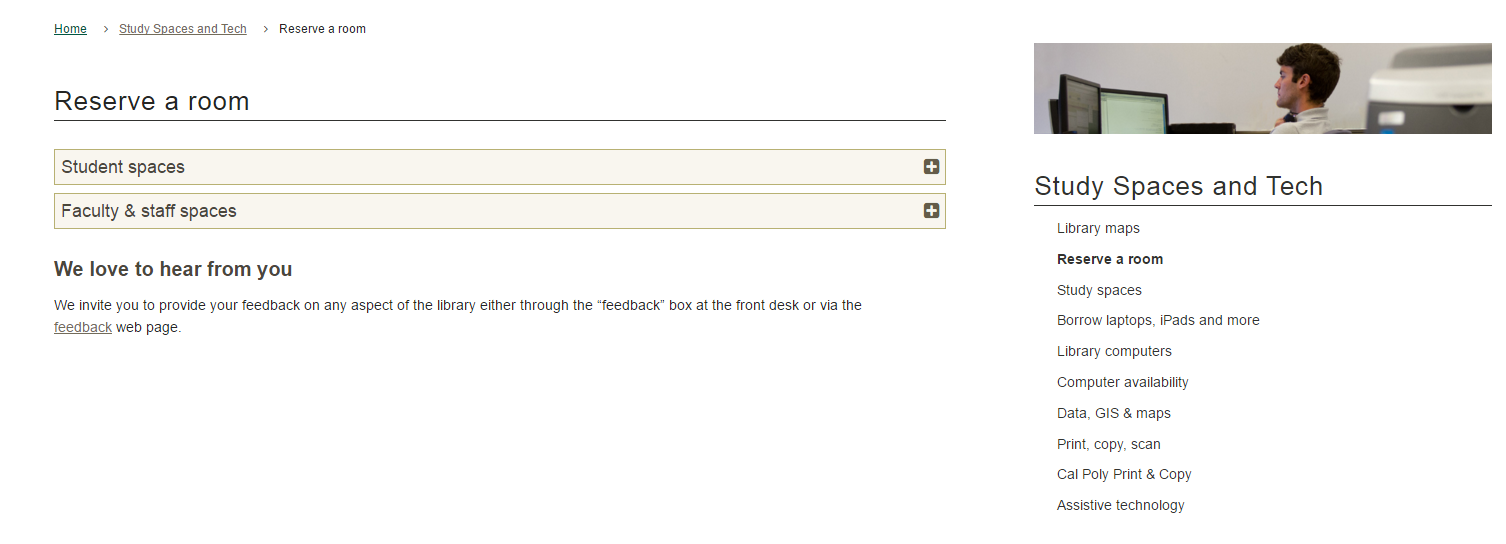 Home > Study Spaces and Tech > Reserve a room
Reserve a room
Student spaces
Faculty & staff spaces
We love to hear from you
We invite you to provide your feedback on any aspect of the library either through the “feedback” box at the front desk or via the
feedback web page.
Study Spaces and Tech
Library maps
Reserve a room
Study spaces
Borrow laptops, iPads and more
Library computers
Computer availability
Data, GIS & maps
Print, copy, scan
Cal Poly Print & Copy
Assistive technology